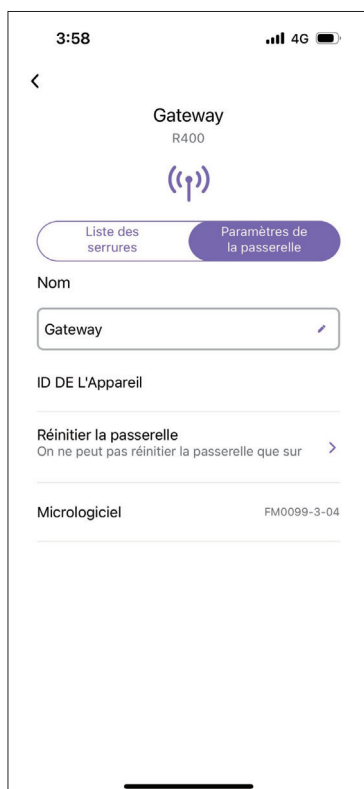 3:58
4G
Gateway
R400
Liste des
serrures
Paramètres de
la passerelle
Nom
Gateway
ID DE L'Appareil
Réinitier la passerelle
On ne peut pas réinitier la passerelle que sur
Micrologiciel
FM0099-3-04